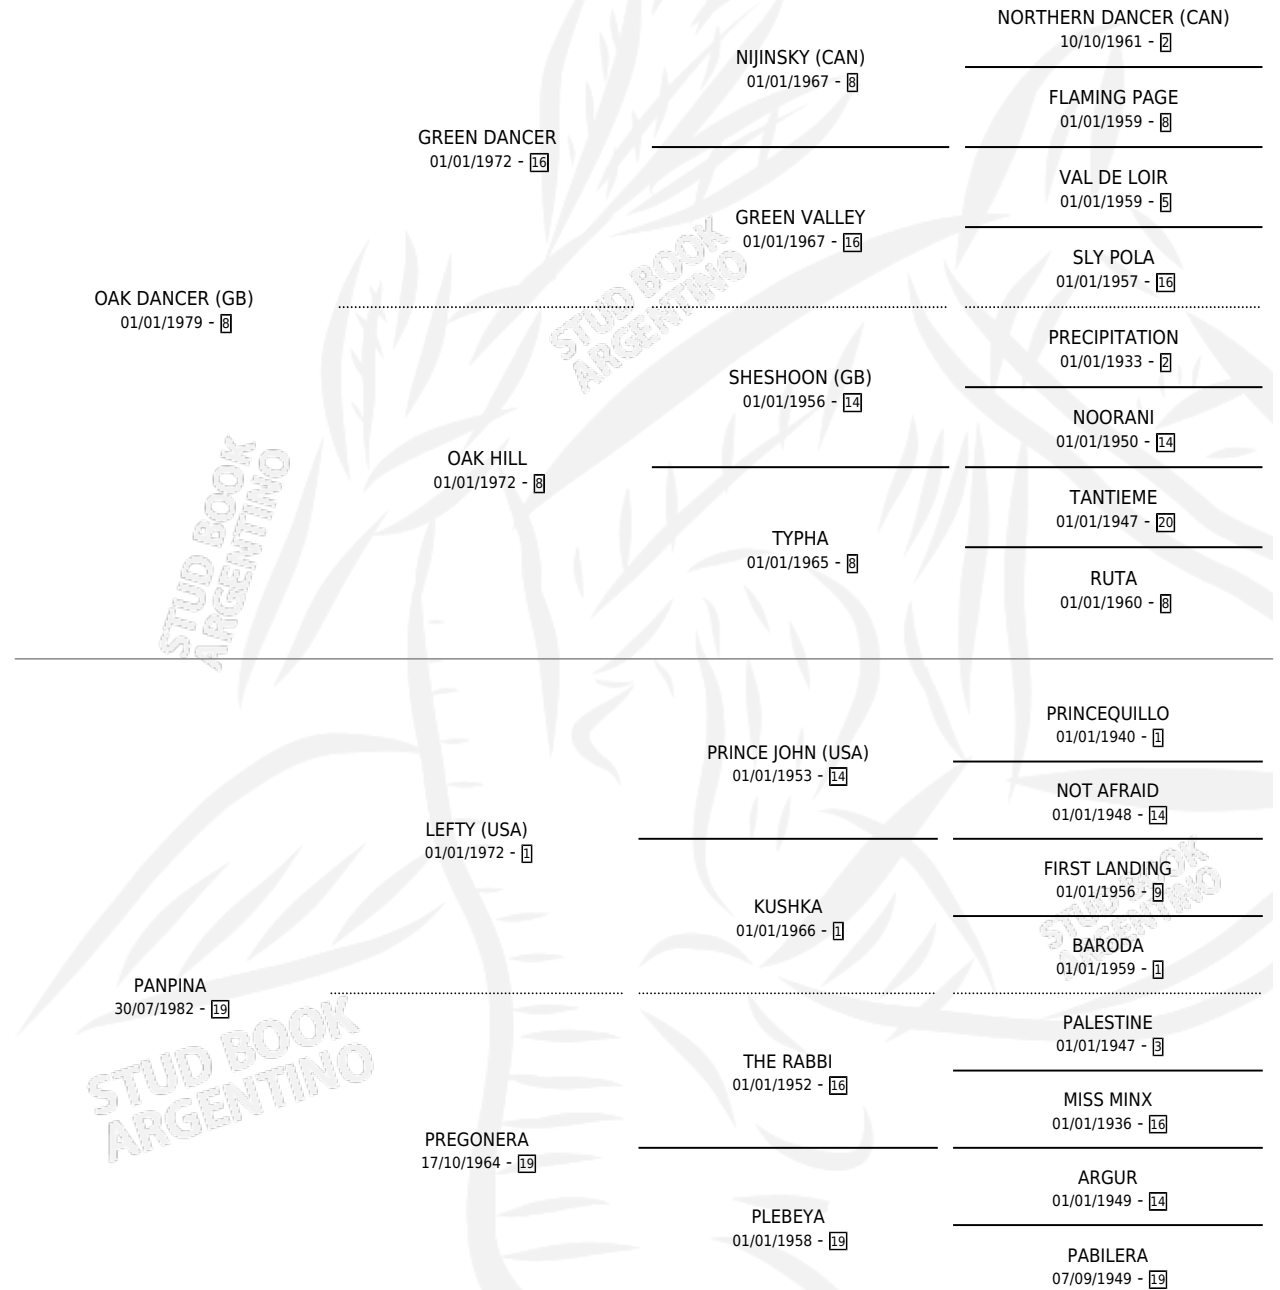 NORTHERN DANCER (CAN)
10/10/1961 - 2
NIJINSKY (CAN)
01/01/1967 - 8
FLAMING PAGE
01/01/1959 - 8
GREEN DANCER
01/01/1972 - 16
VAL DE LOIR
01/01/1959 - 5
GREEN VALLEY
01/01/1967 - 16
SLY POLA
01/01/1957 - 16
OAK DANCER (GB)
01/01/1979 - 8
STUD BOOK
ARGENTINO
PRECIPITATION
01/01/1933 - 2
SHESHOON (GB)
01/01/1956 - 14
NOORANI
01/01/1950 - 14
OAK HILL
01/01/1972 - 8
TANTIEME
01/01/1947 - 20
TYPHA
01/01/1965 - 8
RUTA
01/01/1960 - 8
STUD BOOK
ARGENTINO
PRINCEQUILLO
01/01/1940 - 1
PRINCE JOHN (USA)
01/01/1953 - 14
NOT AFRAID
01/01/1948 - 14
LEFTY (USA)
01/01/1972 - 1
FIRST LANDING
01/01/1956 - 9
KUSHKA
01/01/1966 - 1
STUD BOOK
ARGENTINO
BARODA
01/01/1959 - 1
PANPINA
30/07/1982 - 19
PALESTINE
01/01/1947 - 3
THE RABBI
01/01/1952 - 16
STUD BOOK
ARGENTINO
MISS MINX
01/01/1936 - 16
PREGONERA
17/10/1964 - 19
ARGUR
01/01/1949 - 14
PLEBEYA
01/01/1958 - 19
PABILERA
07/09/1949 - 19